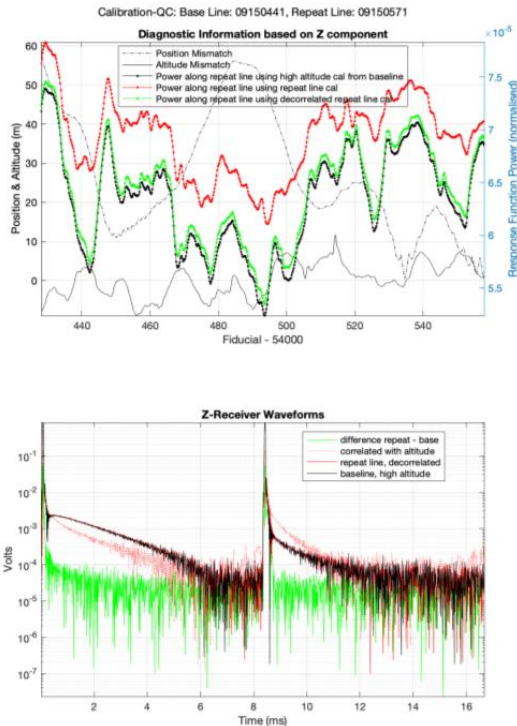 Calibration-QC: Base Line: 09150441, Repeat Line: 09150571
Diagnostic Information based on Z component
×10⁻⁵
Position Mismatch
Altitude Mismatch
Power along repeat line using high altitude cal from baseline
Power along repeat line using repeat line cal
Power along repeat line using decorrelated repeat line cal
Position & Altitude (m)
60
50
40
30
20
10
0
Response Function Power (normalised)
7.5
7
6.5
6
5.5
440 460 480 500 520 540
Fiducial - 54000
Z-Receiver Waveforms
difference repeat - base
correlated with altitude
repeat line, decorrelated
baseline, high altitude
Volts
10⁻¹
10⁻²
10⁻³
10⁻⁴
10⁻⁵
10⁻⁶
10⁻⁷
2 4 6 8 10 12 14 16
Time (ms)